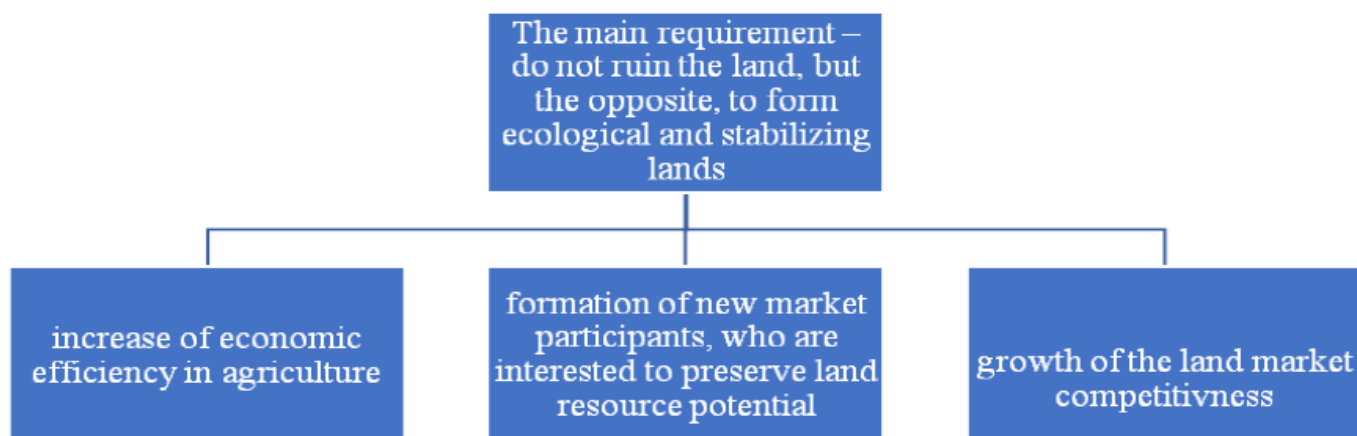 The main requirement –
do not ruin the land, but
the opposite, to form
ecological and stabilizing
lands
increase of economic
efficiency in agriculture
formation of new market
participants, who are
interested to preserve land
resource potential
growth of the land market
competitivness